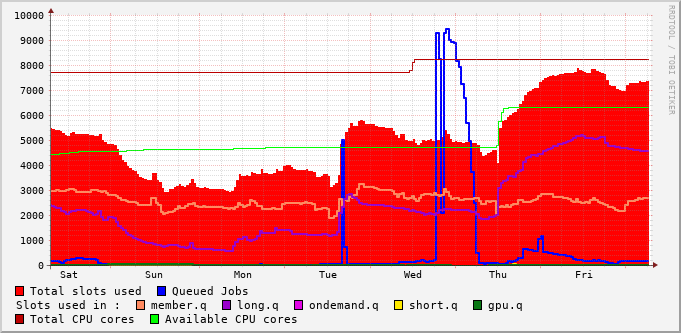 10000
9000
8000
7000
6000
5000
4000
3000
2000
1000
0
Sat Sun Mon Tue Wed Thu Fri
Total slots used Queued Jobs
Slots used in : member.q long.q ondemand.q short.q gpu.q
Total CPU cores Available CPU cores
RRDTOOL / TOBI OETIKER